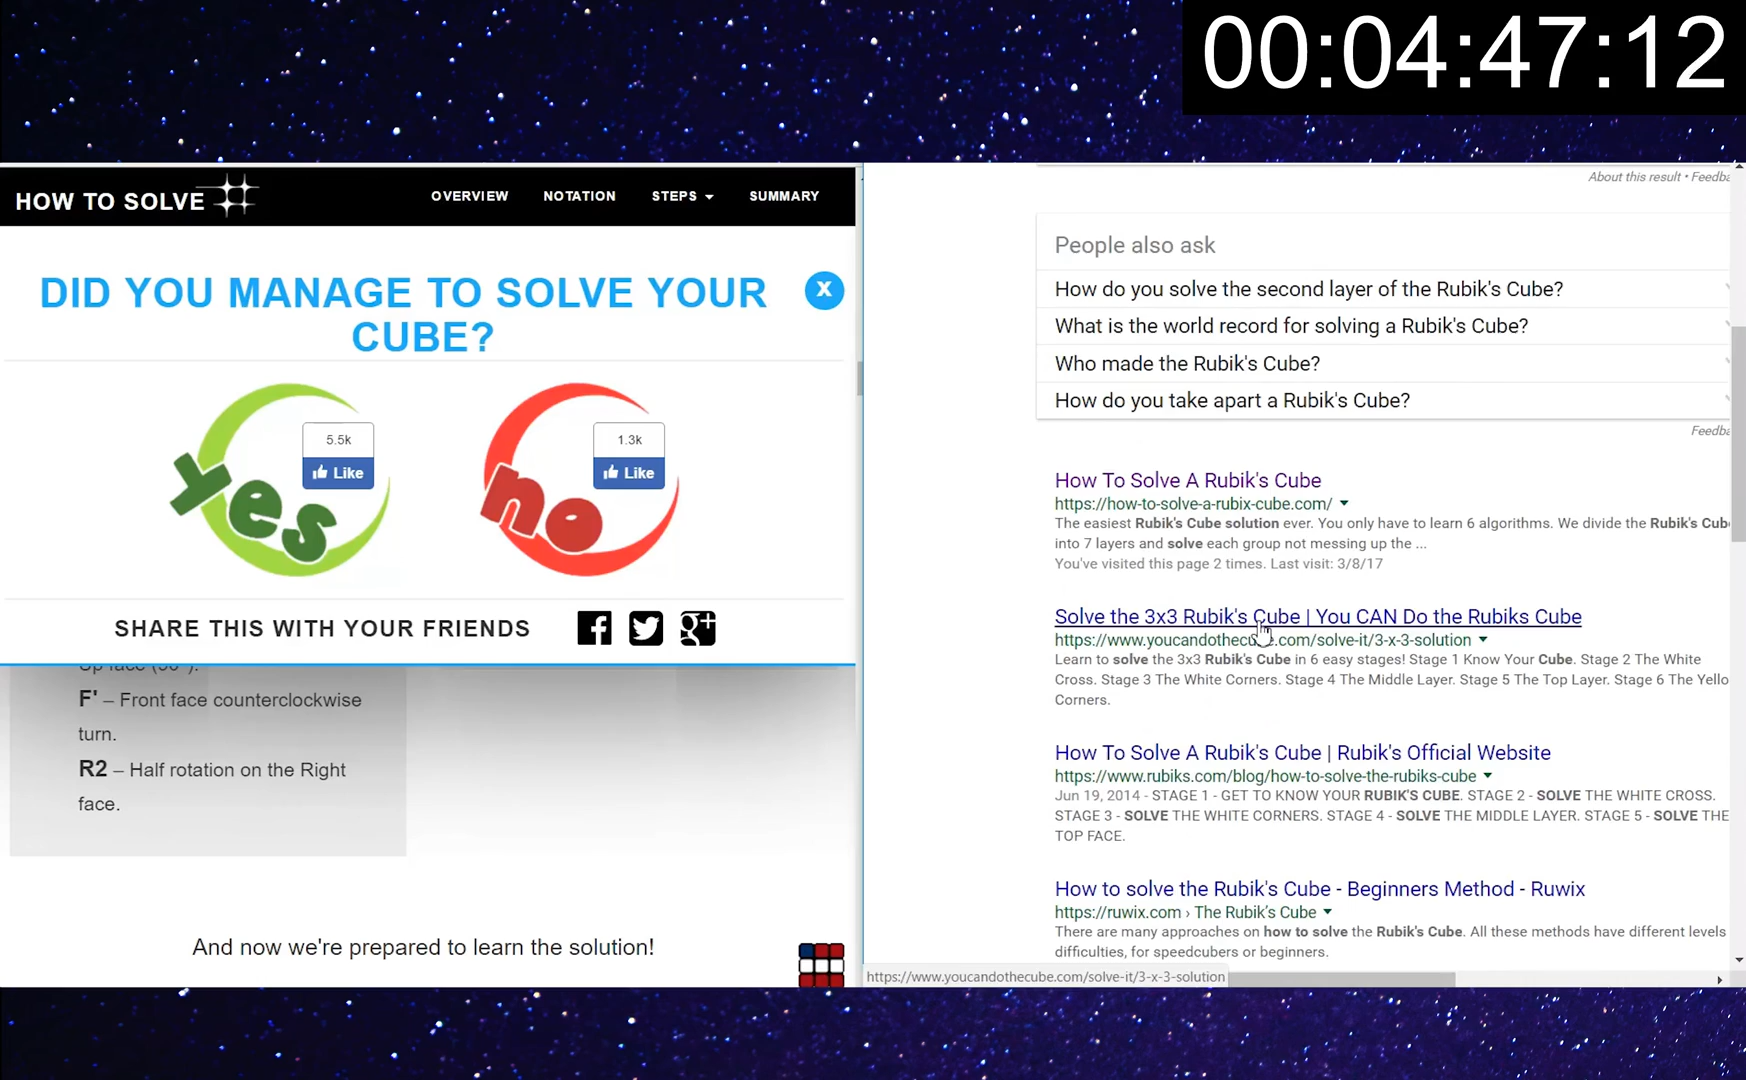 00:04:47:12
HOW TO SOLVE
OVERVIEW
NOTATION
STEPS
SUMMARY
DID YOU MANAGE TO SOLVE YOUR
CUBE?
X
yes
5.5k
Like
no
1.3k
Like
SHARE THIS WITH YOUR FRIENDS
Up face (90°).
F' – Front face counterclockwise
turn.
R2 – Half rotation on the Right
face.
And now we're prepared to learn the solution!
About this result • Feedba
People also ask
How do you solve the second layer of the Rubik's Cube?
What is the world record for solving a Rubik's Cube?
Who made the Rubik's Cube?
How do you take apart a Rubik's Cube?
Feedba
How To Solve A Rubik's Cube
https://how-to-solve-a-rubix-cube.com/
The easiest Rubik's Cube solution ever. You only have to learn 6 algorithms. We divide the Rubik's Cub
into 7 layers and solve each group not messing up the ...
You've visited this page 2 times. Last visit: 3/8/17
Solve the 3x3 Rubik's Cube | You CAN Do the Rubiks Cube
https://www.youcandothecube.com/solve-it/3-x-3-solution
Learn to solve the 3x3 Rubik's Cube in 6 easy stages! Stage 1 Know Your Cube. Stage 2 The White
Cross. Stage 3 The White Corners. Stage 4 The Middle Layer. Stage 5 The Top Layer. Stage 6 The Yello
Corners.
How To Solve A Rubik's Cube | Rubik's Official Website
https://www.rubiks.com/blog/how-to-solve-the-rubiks-cube
Jun 19, 2014 - STAGE 1 - GET TO KNOW YOUR RUBIK'S CUBE. STAGE 2 - SOLVE THE WHITE CROSS.
STAGE 3 - SOLVE THE WHITE CORNERS. STAGE 4 - SOLVE THE MIDDLE LAYER. STAGE 5 - SOLVE THE
TOP FACE.
How to solve the Rubik's Cube - Beginners Method - Ruwix
https://ruwix.com › The Rubik's Cube
There are many approaches on how to solve the Rubik's Cube. All these methods have different levels
difficulties, for speedcubers or beginners.
https://www.youcandothecube.com/solve-it/3-x-3-solution